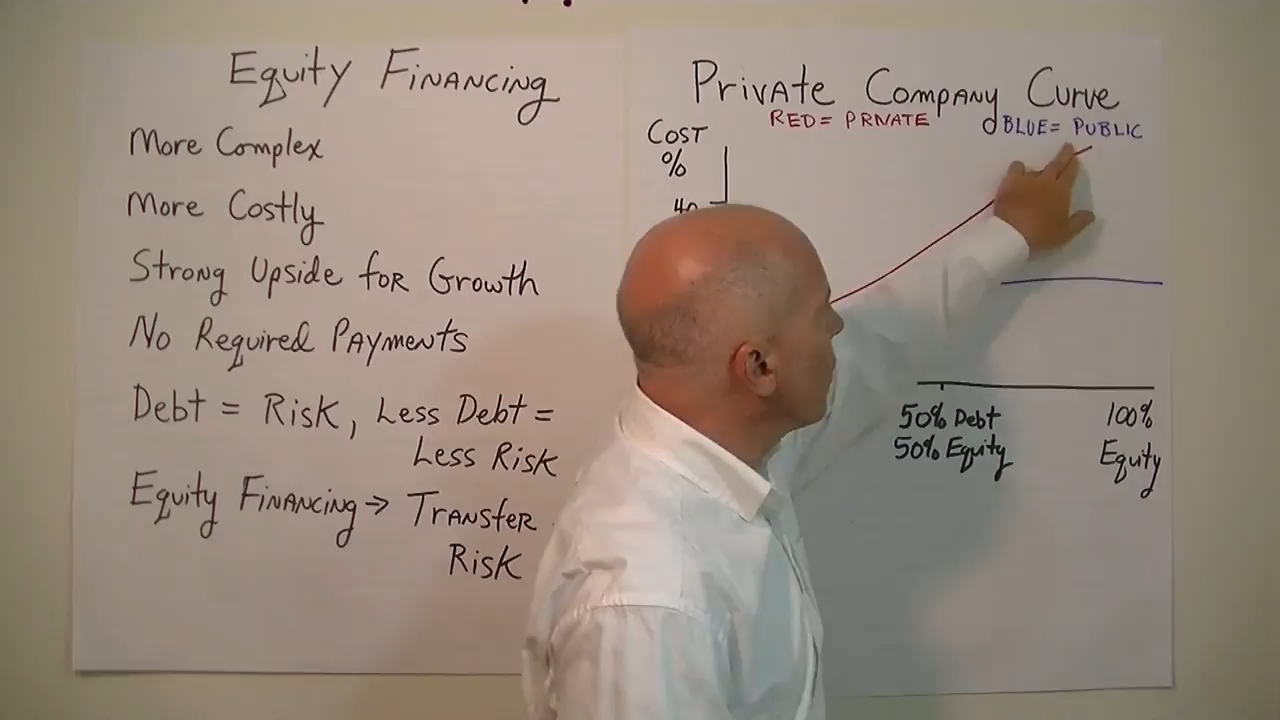 Equity Financing
More Complex
More Costly
Strong Upside for Growth
No Required Payments
Debt = Risk, Less Debt =
Less Risk
Equity Financing → Transfer
Risk
Private Company Curve
RED = PRIVATE
BLUE = PUBLIC
COST
%
40
50% Debt
50% Equity
100%
Equity